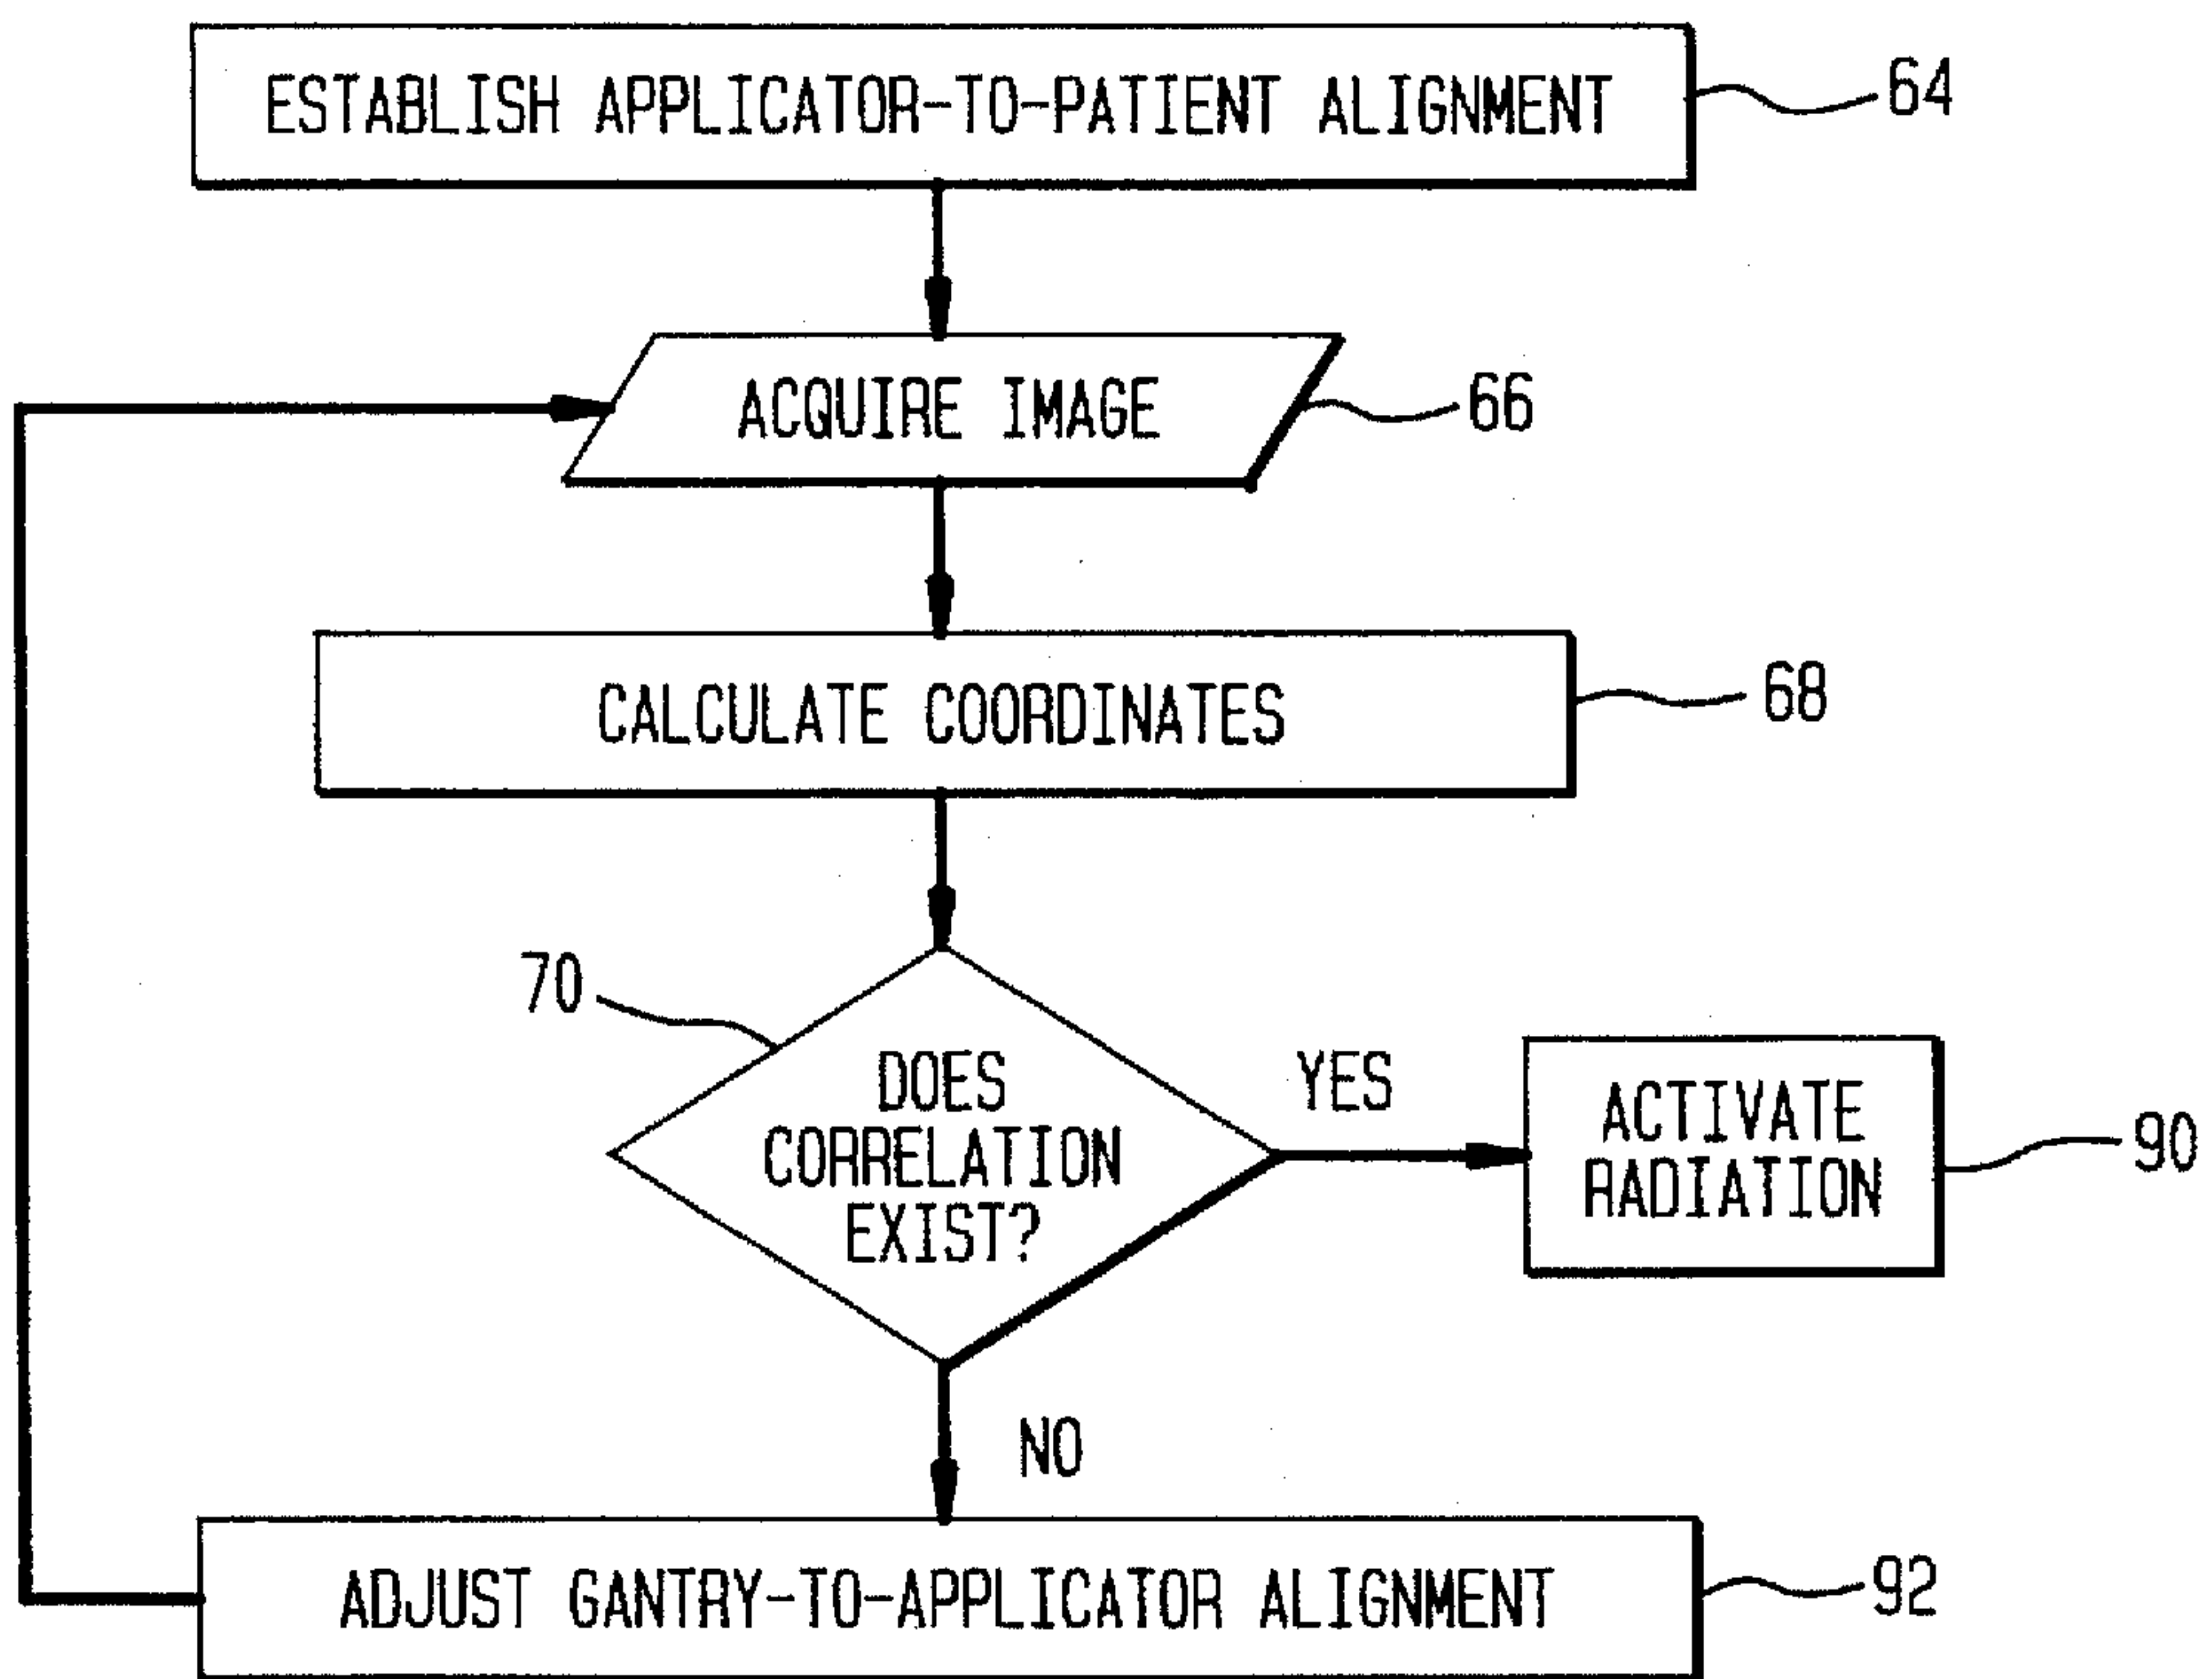 ESTABLISH APPLICATOR-TO-PATIENT ALIGNMENT
64
ACQUIRE IMAGE
66
CALCULATE COORDINATES
68
70
DOES
CORRELATION
EXIST?
YES
ACTIVATE
RADIATION
90
NO
ADJUST GANTRY-TO-APPLICATOR ALIGNMENT
92